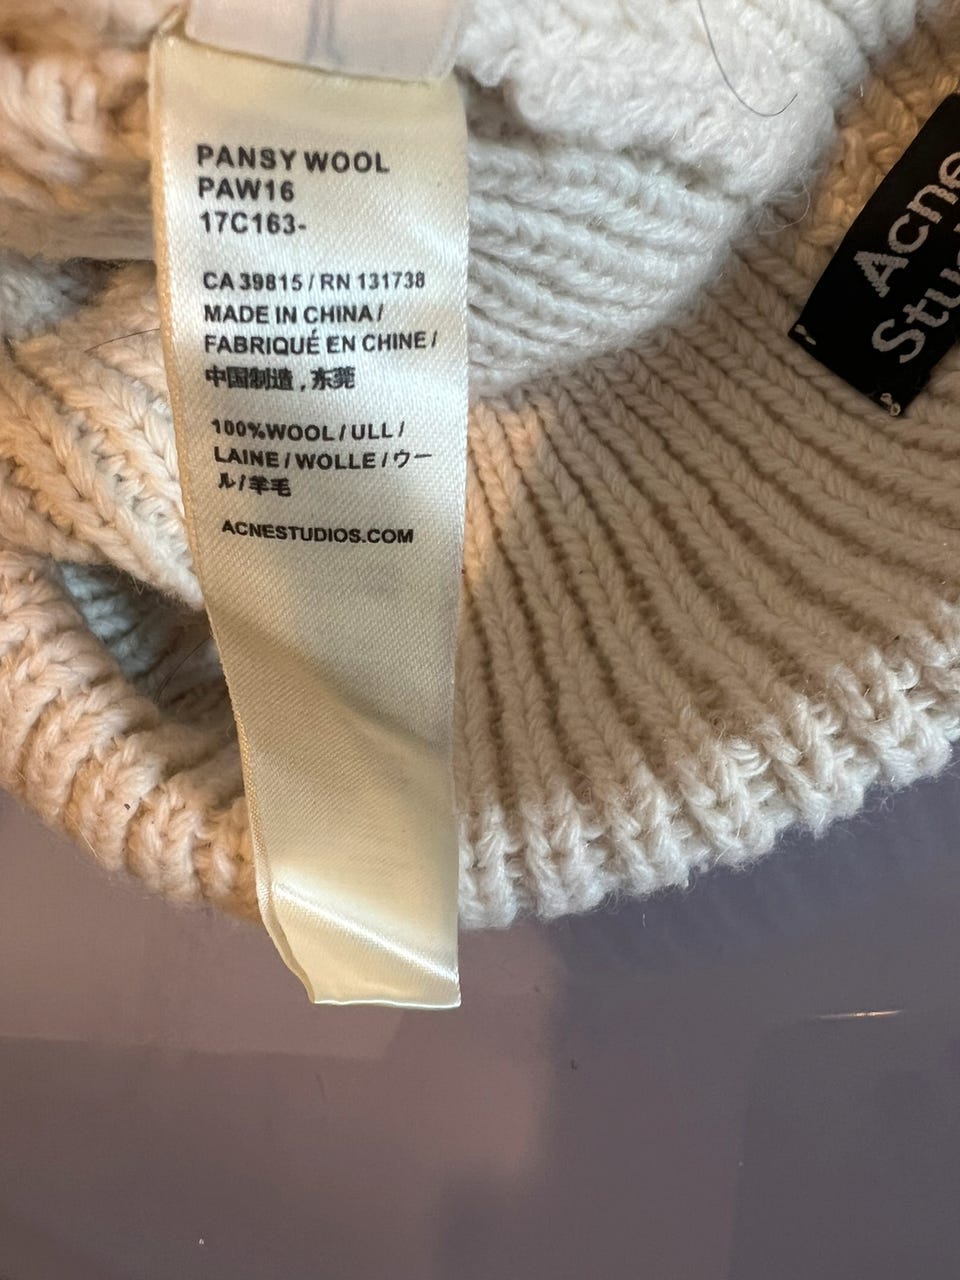 PANSY WOOL
PAW16
17C163-
CA 39815 / RN 131738
MADE IN CHINA /
FABRIQUÉ EN CHINE /
中国制造 , 东莞
100%WOOL / ULL /
LAINE / WOLLE / ウー
ル / 羊毛
ACNESTUDIOS.COM
Acne